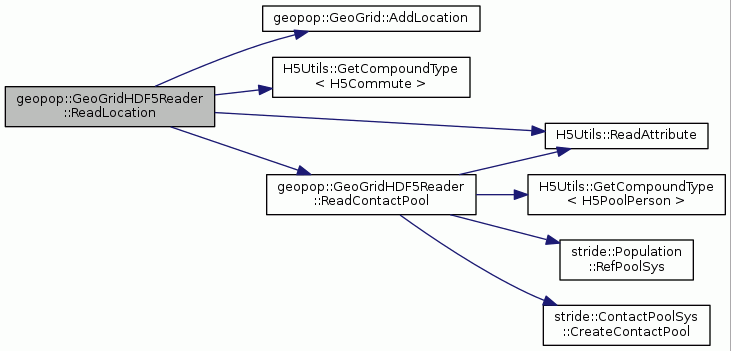 geopop::GeoGrid::AddLocation
H5Utils::GetCompoundType
< H5Commute >
geopop::GeoGridHDF5Reader
::ReadLocation
H5Utils::ReadAttribute
geopop::GeoGridHDF5Reader
::ReadContactPool
H5Utils::GetCompoundType
< H5PoolPerson >
stride::Population
::RefPoolSys
stride::ContactPoolSys
::CreateContactPool